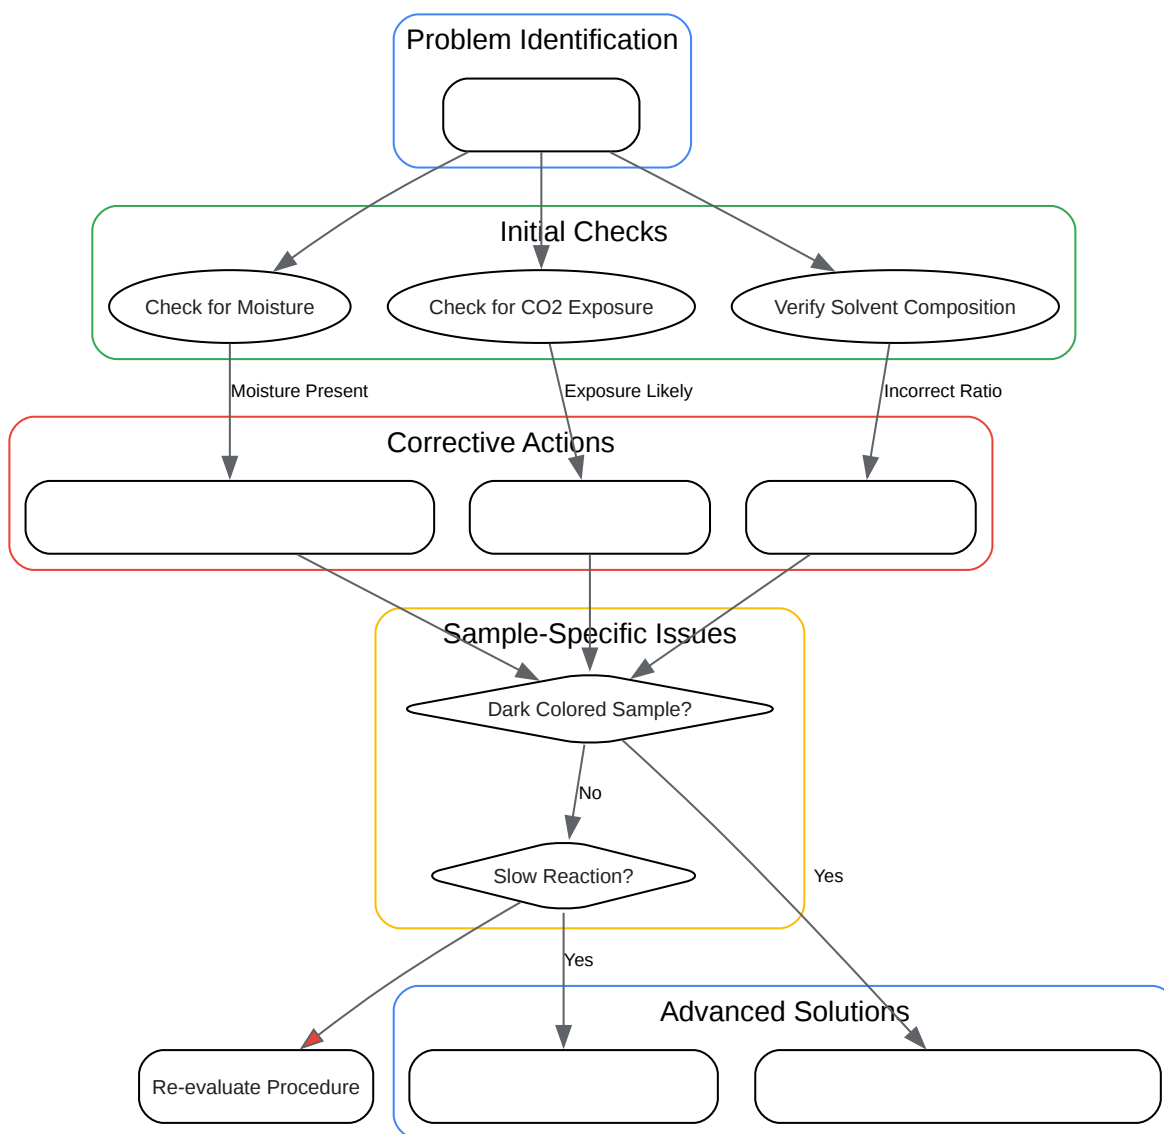 Problem Identification
Initial Checks
Check for Moisture
Check for CO2 Exposure
Verify Solvent Composition
Moisture Present
Exposure Likely
Incorrect Ratio
Corrective Actions
Sample-Specific Issues
Dark Colored Sample?
No
Slow Reaction?
Yes
Yes
Advanced Solutions
Re-evaluate Procedure